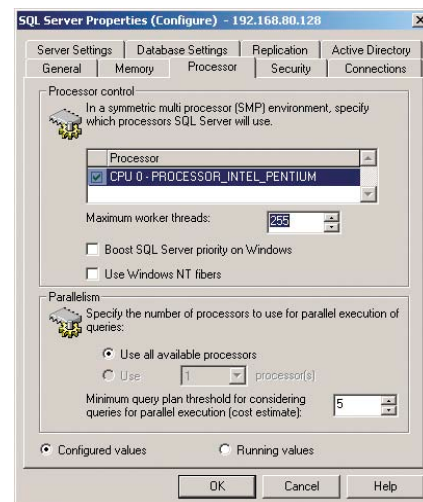 SQL Server Properties (Configure) - 192.168.80.128
Server Settings Database Settings Replication Active Directory
General Memory Processor Security Connections
Processor control
In a symmetric multi processor (SMP) environment, specify
which processors SQL Server will use.
Processor
CPU 0 - PROCESSOR_INTEL_PENTIUM
Maximum worker threads: 255
Boost SQL Server priority on Windows
Use Windows NT fibers
Parallelism
Specify the number of processors to use for parallel execution of
queries:
Use all available processors
Use 1 processor(s)
Minimum query plan threshold for considering
queries for parallel execution (cost estimate): 5
Configured values Running values
OK Cancel Help